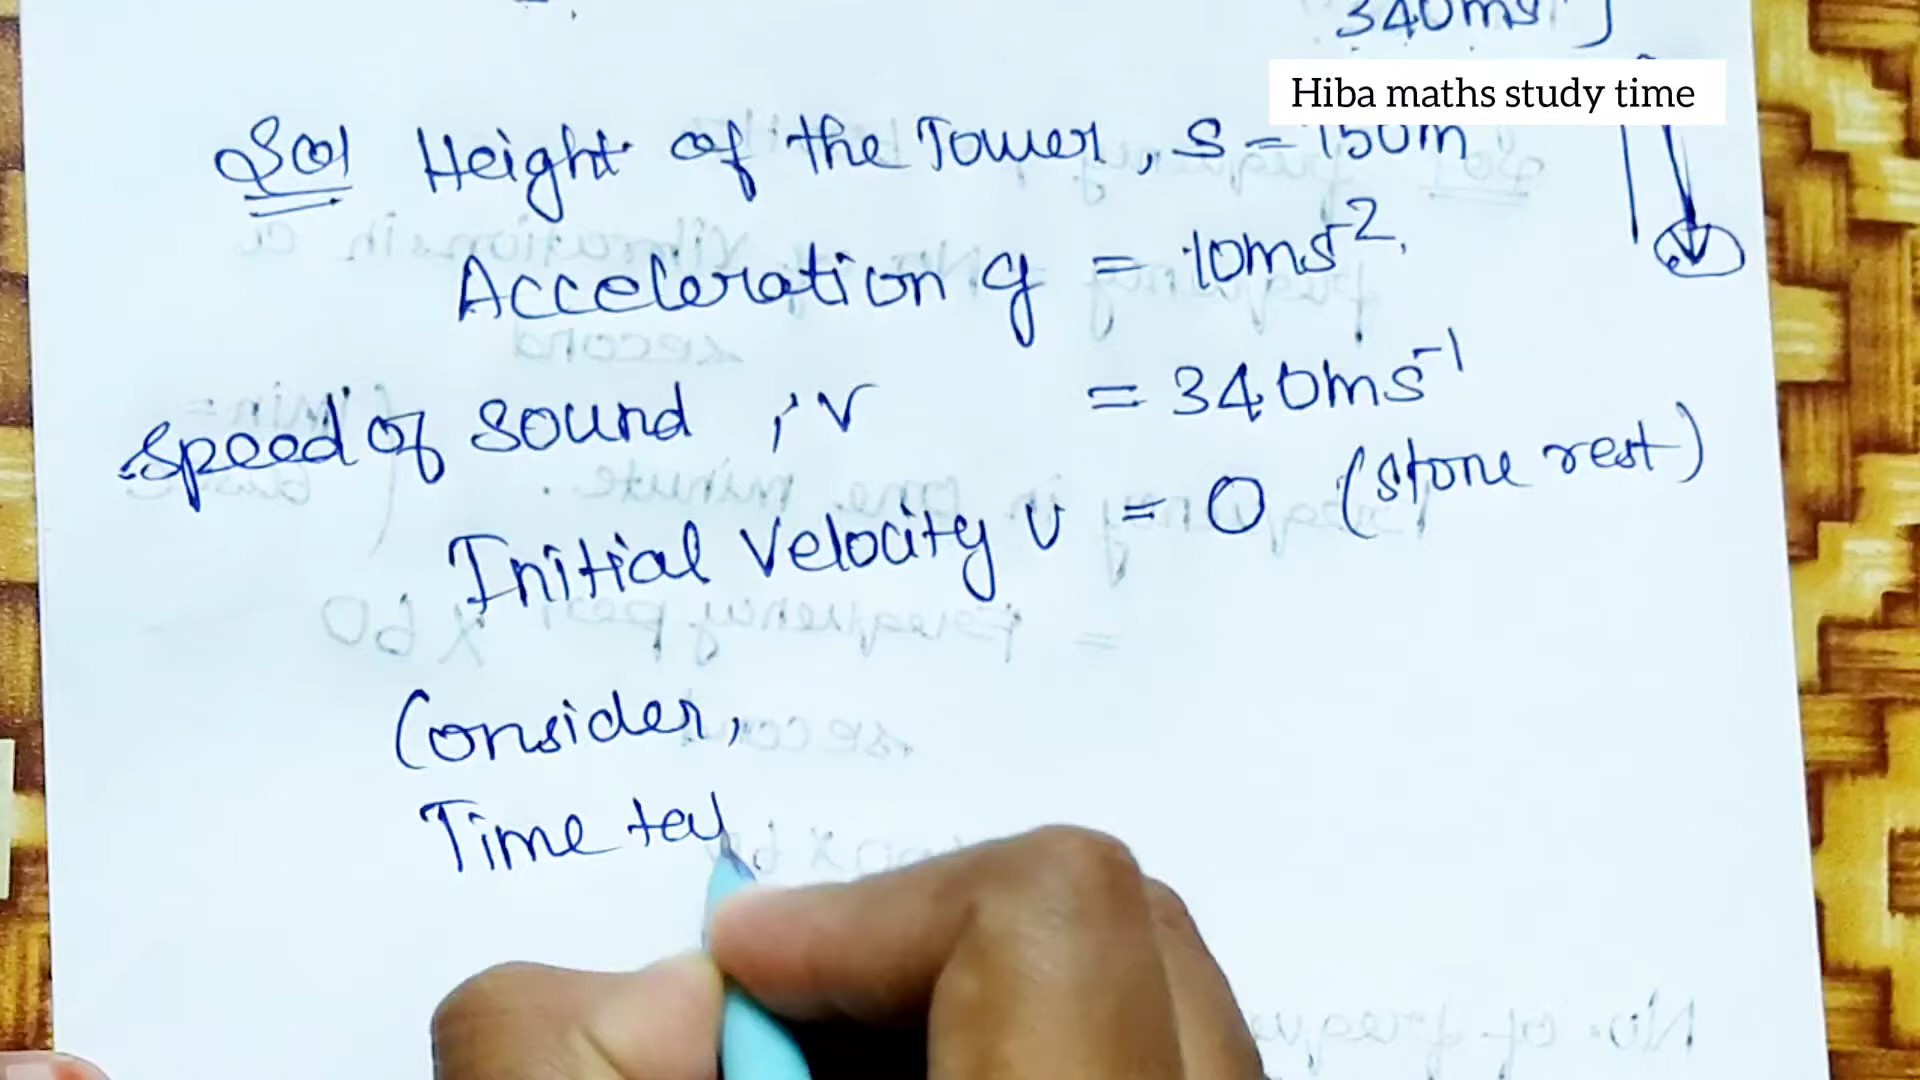 340ms
Hiba maths study time
Sol Height of the Tower, S = 150m
Acceleration g = 10ms⁻².
speed of sound, v = 340ms⁻¹
Initial velocity u = 0 (stone rest)
Consider,
Time ta